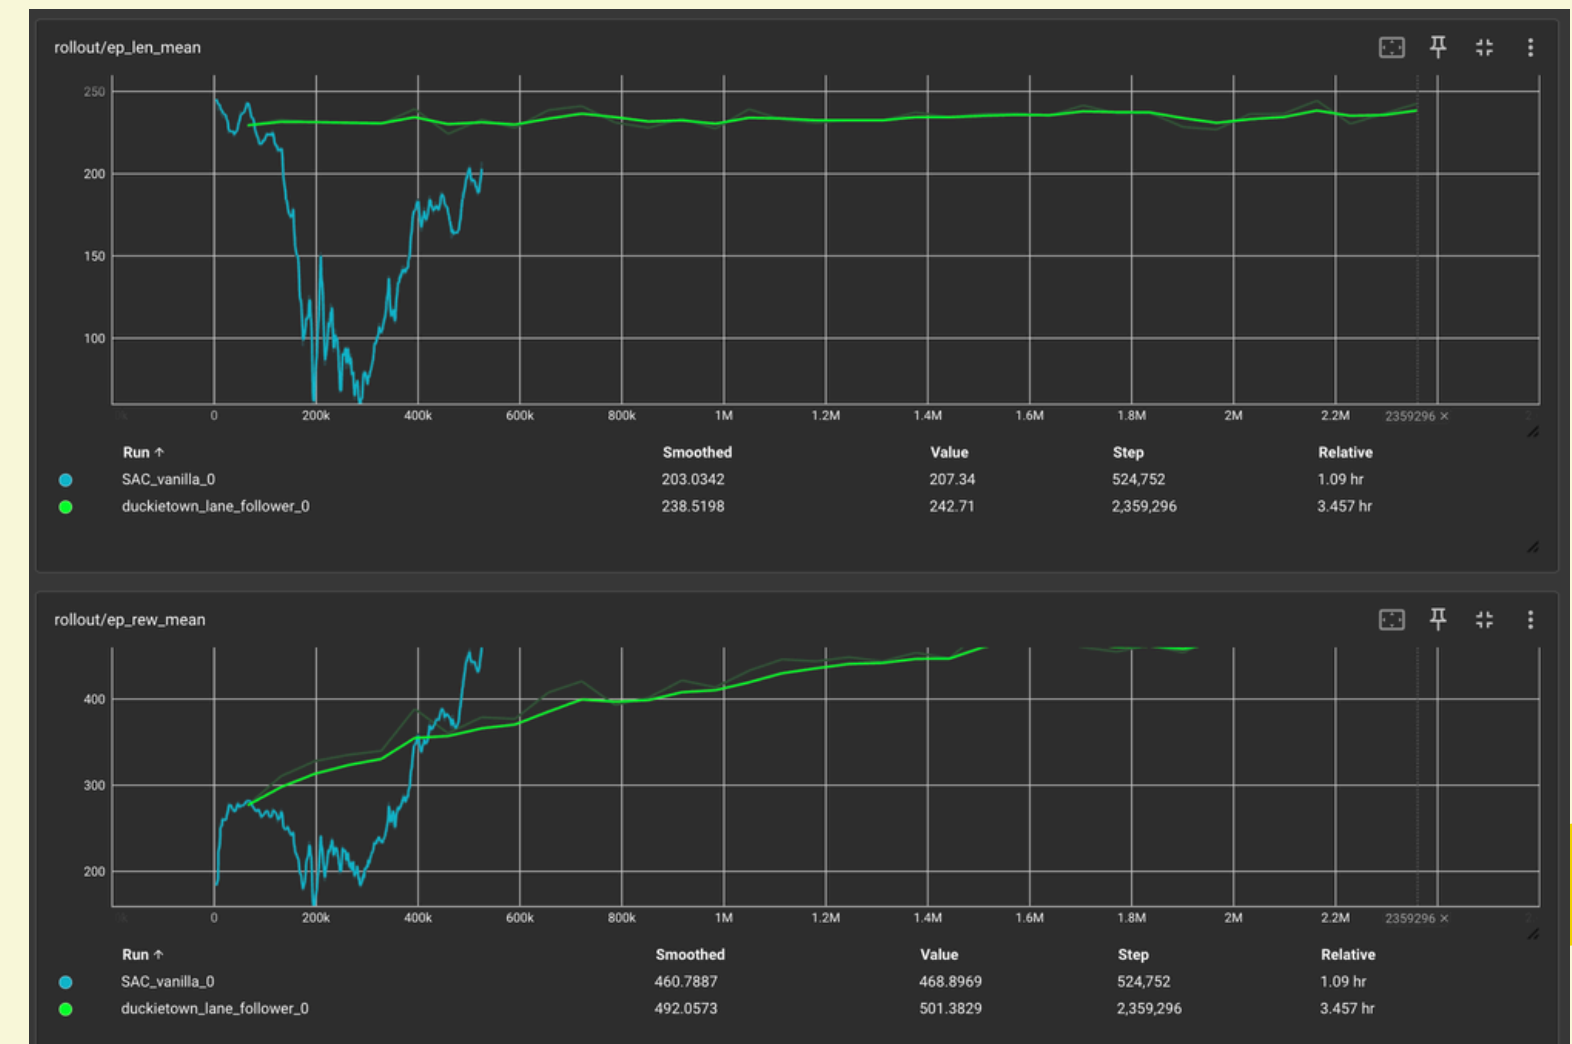 rollout/ep_len_mean
250
200
150
100
0 200k 400k 600k 800k 1M 1.2M 1.4M 1.6M 1.8M 2M 2.2M 2359296 ×
Run ↑ Smoothed Value Step Relative
SAC_vanilla_0 203.0342 207.34 524,752 1.09 hr
duckietown_lane_follower_0 238.5198 242.71 2,359,296 3.457 hr
rollout/ep_rew_mean
400
300
200
0 200k 400k 600k 800k 1M 1.2M 1.4M 1.6M 1.8M 2M 2.2M 2359296 ×
Run ↑ Smoothed Value Step Relative
SAC_vanilla_0 460.7887 468.8969 524,752 1.09 hr
duckietown_lane_follower_0 492.0573 501.3829 2,359,296 3.457 hr